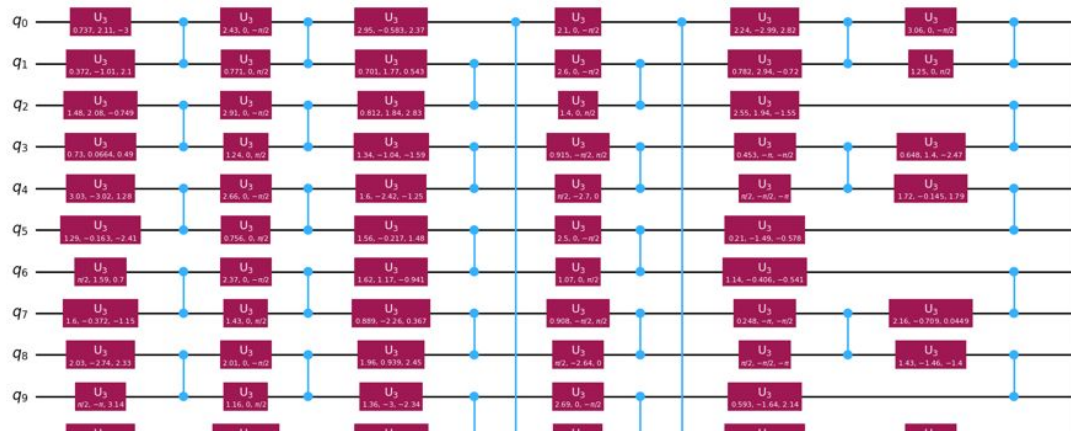 q0 U3 U3 U3 U3 U3 U3
0.737, 2.11, −3 2.43, 0, −π/2 2.95, −0.583, 2.37 2.1, 0, −π/2 2.24, −2.99, 2.82 3.06, 0, −π/2
q1 U3 U3 U3 U3 U3 U3
0.372, −1.01, 2.1 0.771, 0, π/2 0.701, 1.77, 0.543 2.6, 0, −π/2 0.782, 2.94, −0.72 1.25, 0, π/2
q2 U3 U3 U3 U3 U3
1.48, 2.08, −0.749 2.91, 0, −π/2 0.812, 1.84, 2.83 1.4, 0, π/2 2.55, 1.94, −1.55
q3 U3 U3 U3 U3 U3 U3
0.73, 0.0664, 0.49 1.24, 0, π/2 1.34, −1.04, −1.59 0.915, −π/2, π/2 0.453, −π, −π/2 0.648, 1.4, −2.47
q4 U3 U3 U3 U3 U3 U3
3.03, −3.02, 1.28 2.66, 0, −π/2 1.6, −2.42, −1.25 π/2, −2.7, 0 π/2, −π/2, −π 1.72, −0.145, 1.79
q5 U3 U3 U3 U3 U3
1.29, −0.163, −2.41 0.756, 0, π/2 1.56, −0.217, 1.48 2.5, 0, −π/2 0.21, −1.49, −0.578
q6 U3 U3 U3 U3 U3
π/2, 1.59, 0.7 2.37, 0, −π/2 1.62, 1.17, −0.941 1.07, 0, π/2 1.14, −0.406, −0.541
q7 U3 U3 U3 U3 U3 U3
1.6, −0.372, −1.15 1.43, 0, π/2 0.889, −2.26, 0.367 0.908, −π/2, π/2 0.248, −π, −π/2 2.16, −0.709, 0.0449
q8 U3 U3 U3 U3 U3 U3
2.03, −2.74, 2.33 2.01, 0, −π/2 1.96, 0.939, 2.45 π/2, −2.64, 0 π/2, −π/2, −π 1.43, −1.46, −1.4
q9 U3 U3 U3 U3 U3
π/2, −π, 3.14 1.16, 0, π/2 1.36, −3, −2.34 2.69, 0, −π/2 0.593, −1.64, 2.14